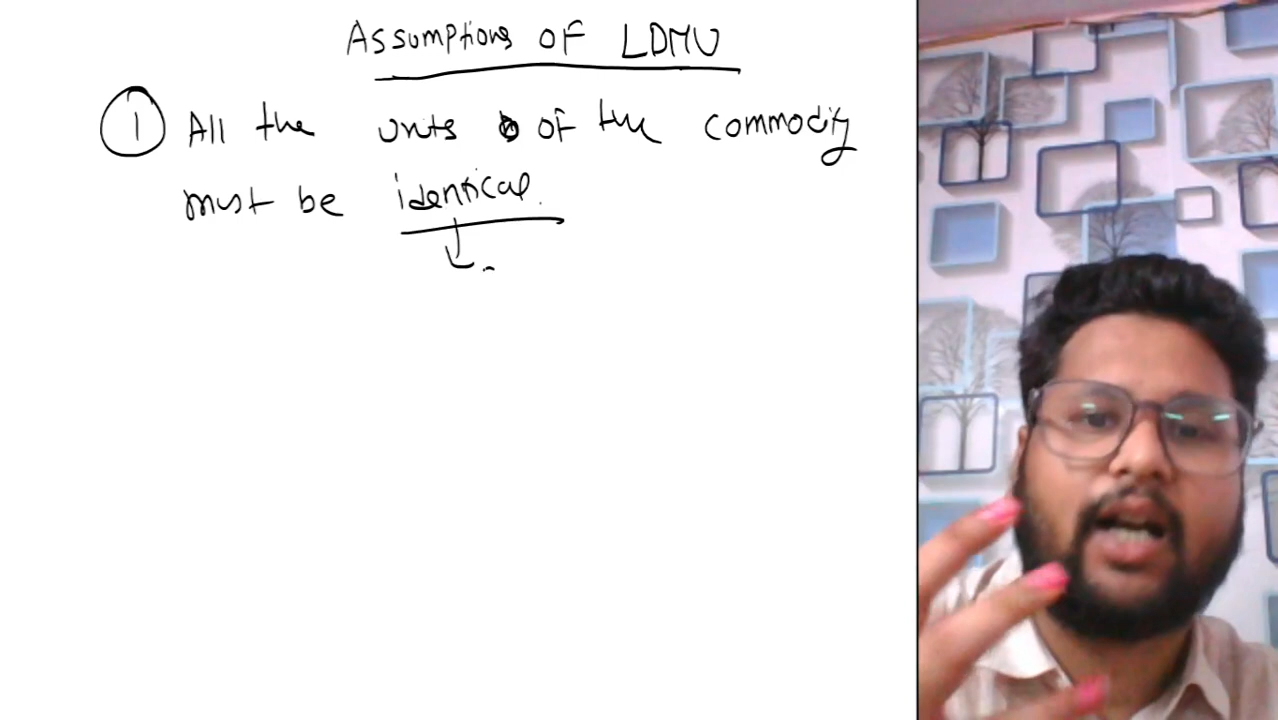 Assumptions OF LDMU
1 All the units of the commodity
must be identical.